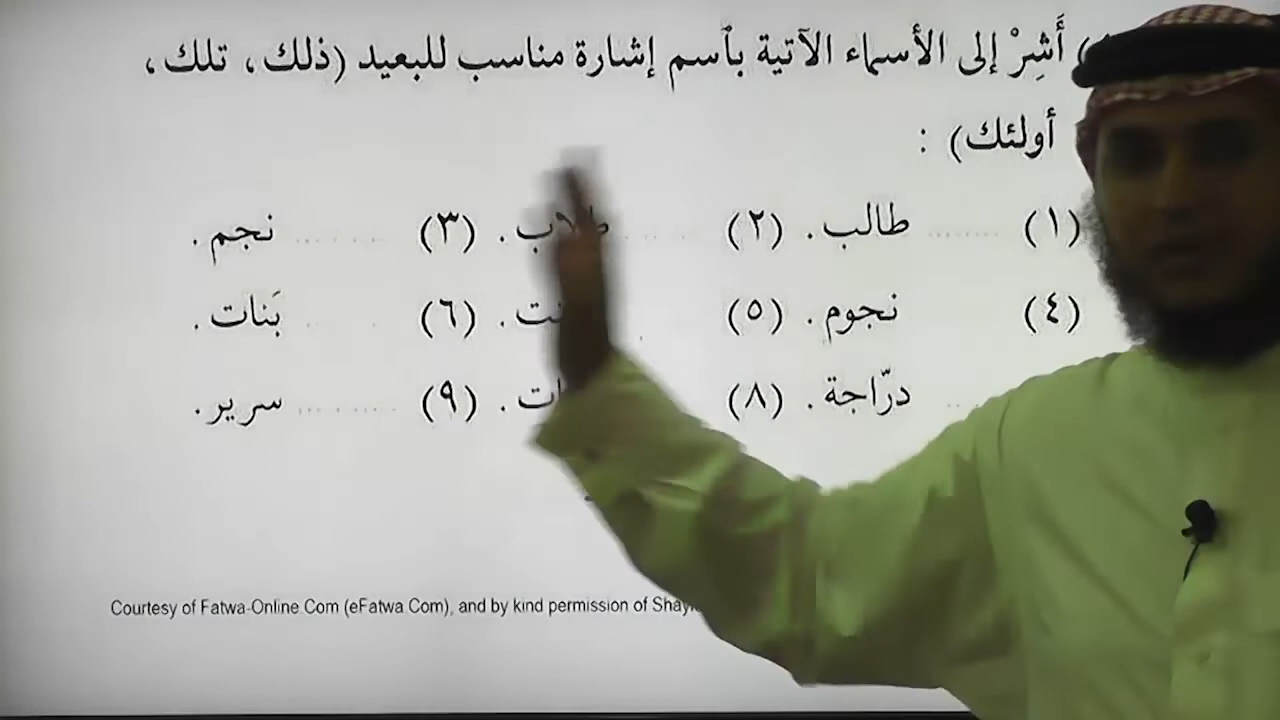 ) أَشِرْ إلى الأسماء الآتية بٱسم إشارة مناسب للبعيد (ذلك، تلك،
أولئك) :
(١) ........ طالب. (٢) ..... (٣) ........ نجم.
(٤) نجوم. (٥) (٦) ..... بَنات.
..... درّاجة. (٨) (٩) ........ سرير.
Courtesy of Fatwa-Online.Com (eFatwa.Com), and by kind permission of